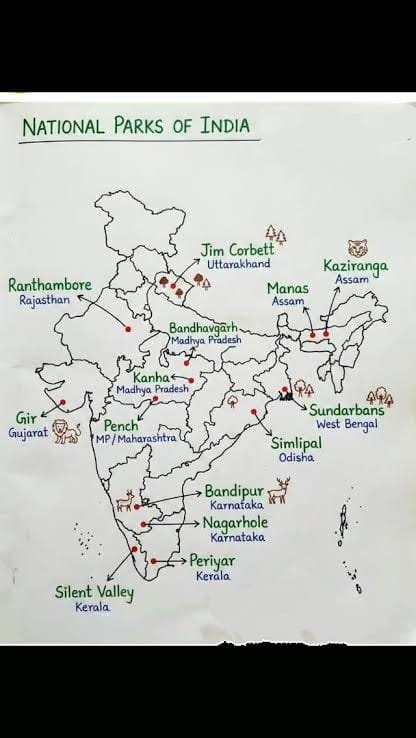 NATIONAL PARKS OF INDIA
Jim Corbett
Uttarakhand
Kaziranga
Assam
Ranthambore
Rajasthan
Manas
Assam
Bandhavgarh
Madhya Pradesh
Kanha
Madhya Pradesh
Gir
Gujarat
Pench
MP/Maharashtra
Sundarbans
West Bengal
Simlipal
Odisha
Bandipur
Karnataka
Nagarhole
Karnataka
Periyar
Kerala
Silent Valley
Kerala